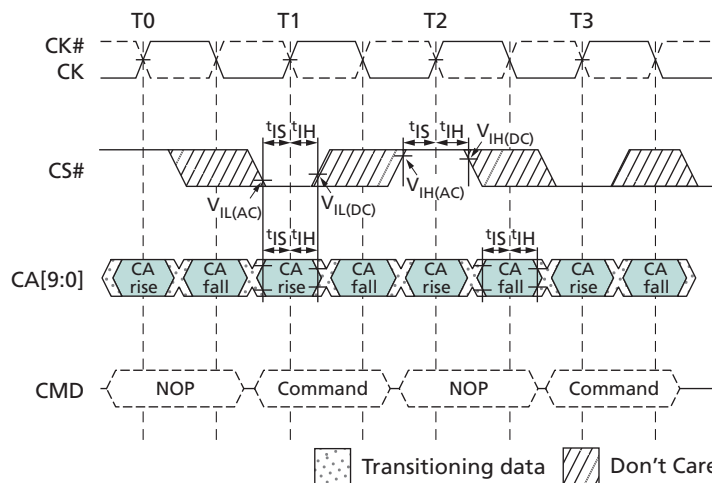 T0 T1 T2 T3
CK#
CK
tIS tIH tIS tIH
VIH(DC)
CS#
VIL(AC) VIL(DC) VIH(AC)
tIS tIH tIS tIH
CA[9:0] CA rise CA fall CA rise CA fall CA rise CA fall CA rise CA fall
CMD NOP Command NOP Command
Transitioning data Don't Care